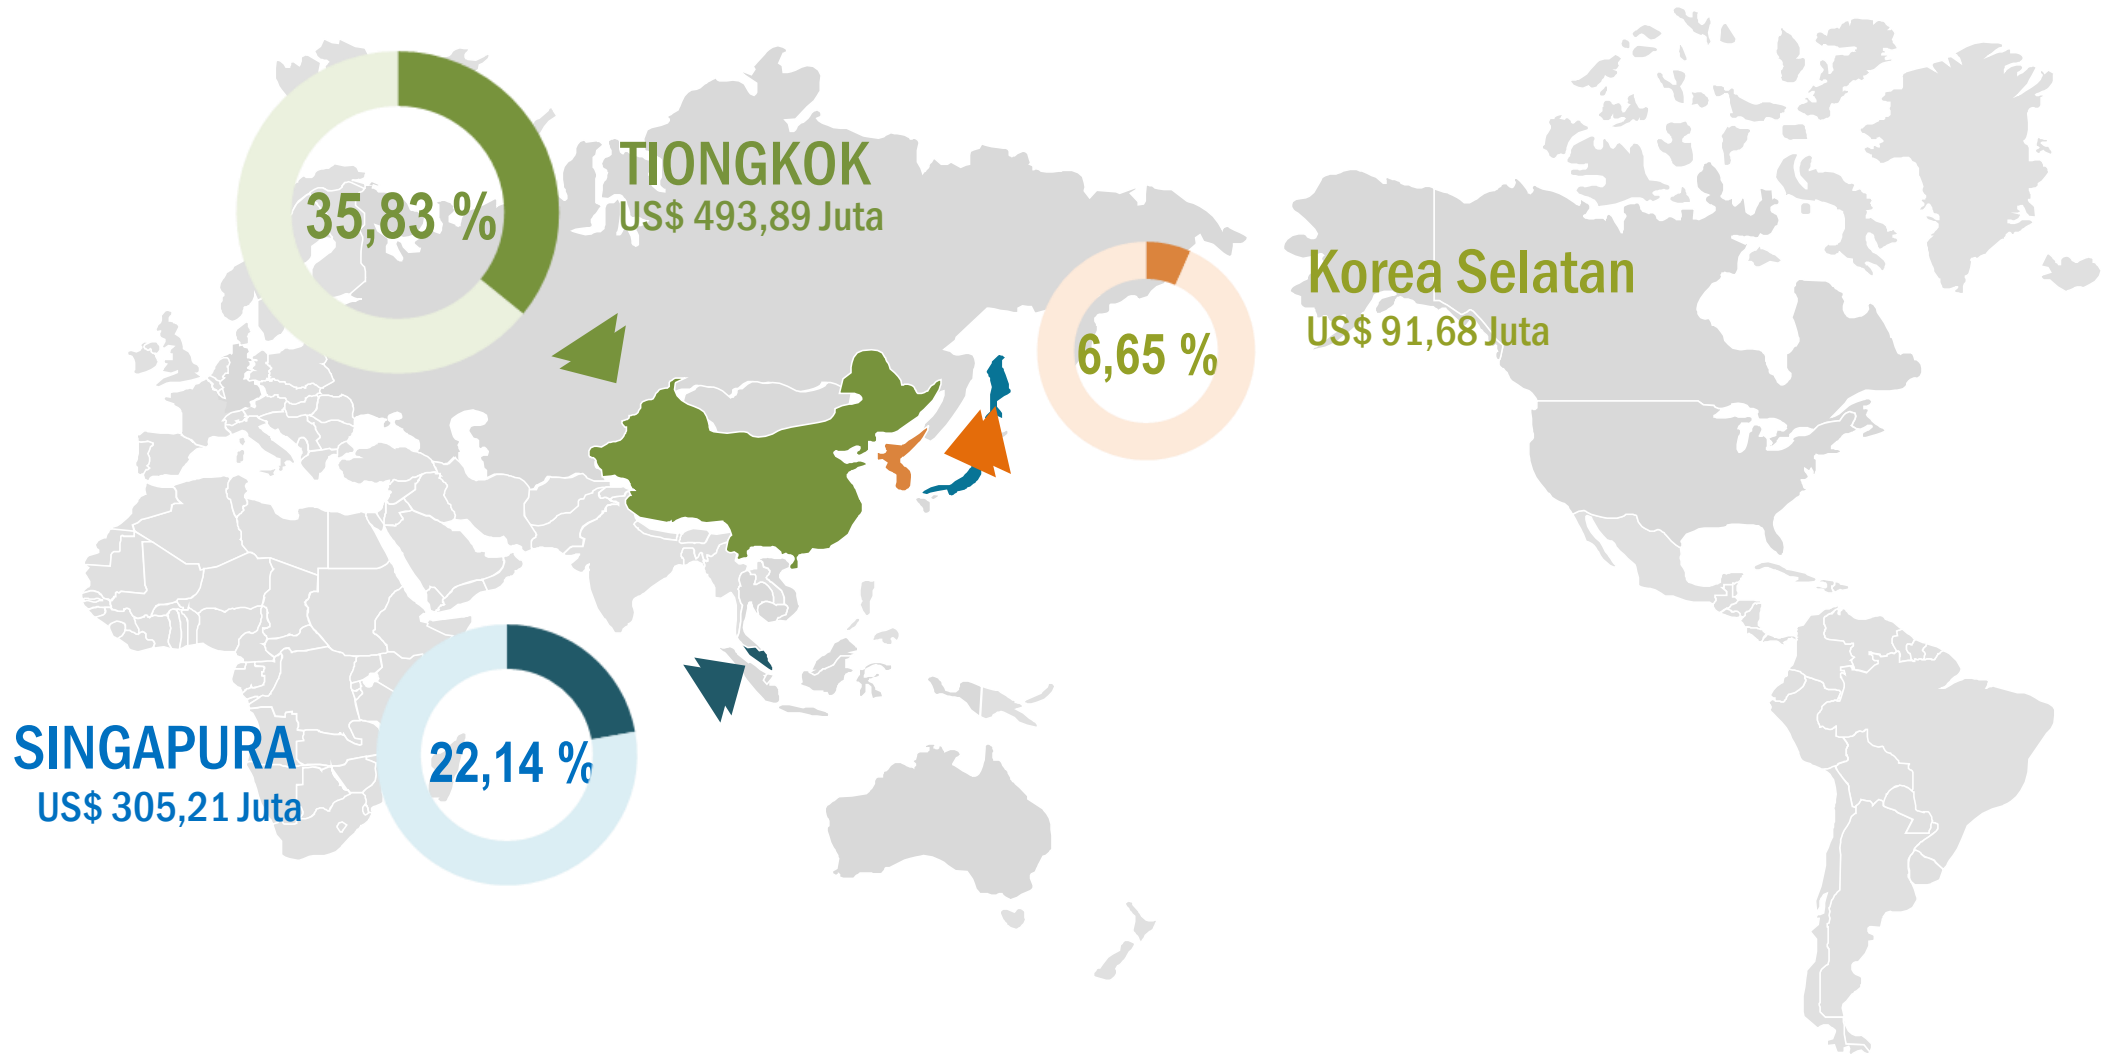 TIONGKOK
US$ 493,89 Juta
35,83 %
Korea Selatan
US$ 91,68 Juta
6,65 %
SINGAPURA
US$ 305,21 Juta
22,14 %